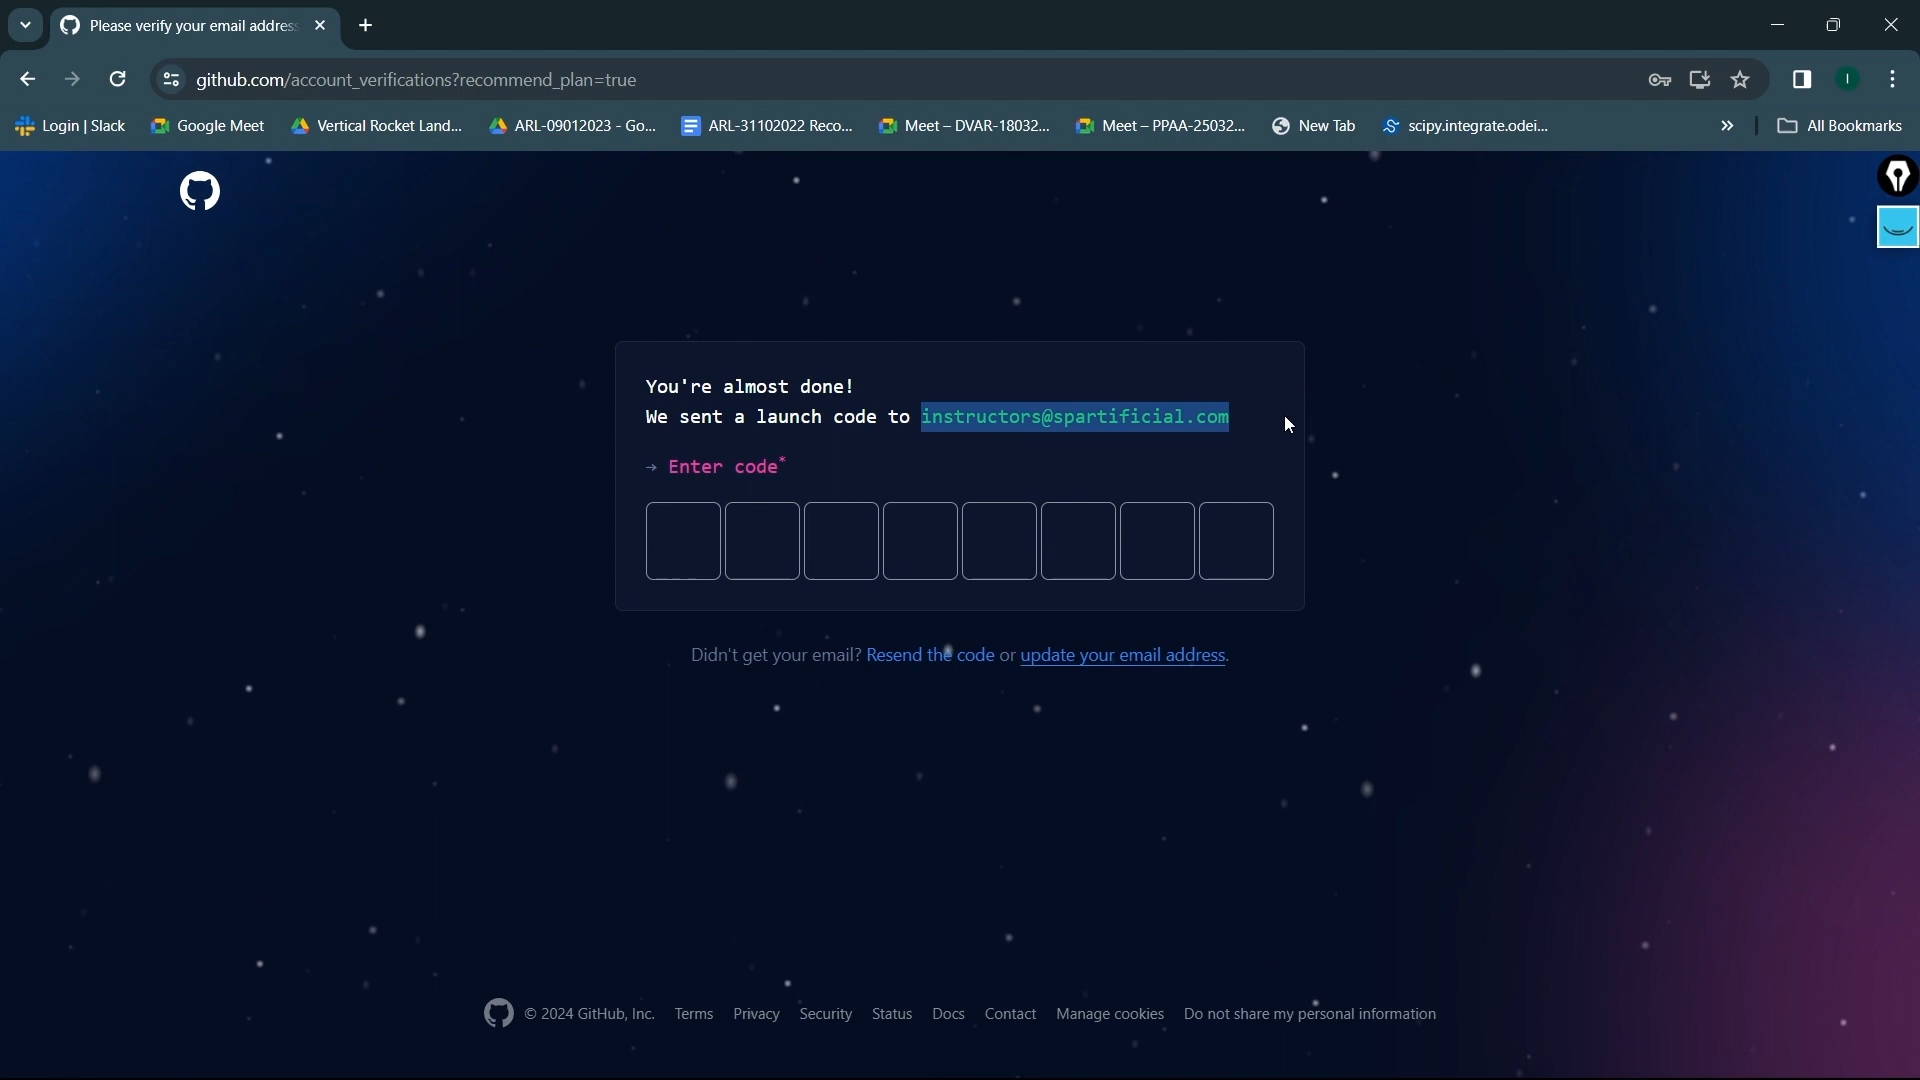 Please verify your email address
github.com/account_verifications?recommend_plan=true
I
Login | Slack
Google Meet
Vertical Rocket Land...
ARL-09012023 - Go...
ARL-31102022 Reco...
Meet – DVAR-18032...
Meet – PPAA-25032...
New Tab
scipy.integrate.odei...
All Bookmarks
You're almost done!
We sent a launch code to instructors@spartificial.com
→ Enter code*
Didn't get your email? Resend the code or update your email address.
© 2024 GitHub, Inc. Terms Privacy Security Status Docs Contact Manage cookies Do not share my personal information